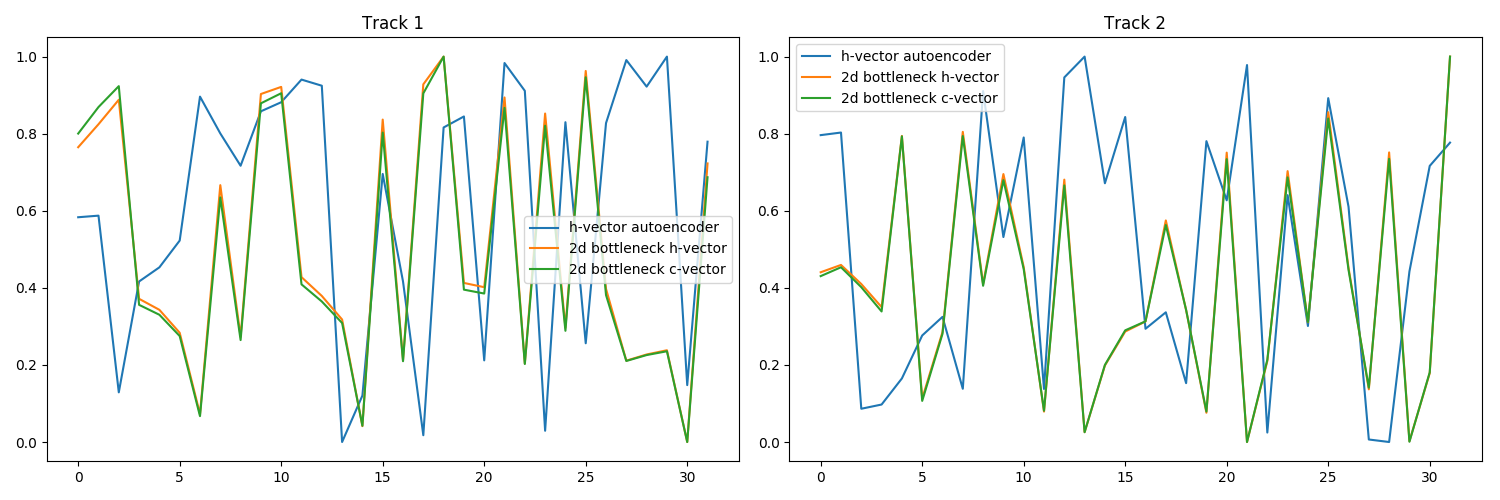 Track 1
1.0
0.8
0.6
0.4
0.2
0.0
h-vector autoencoder
2d bottleneck h-vector
2d bottleneck c-vector
0 5 10 15 20 25 30
Track 2
1.0
0.8
0.6
0.4
0.2
0.0
h-vector autoencoder
2d bottleneck h-vector
2d bottleneck c-vector
0 5 10 15 20 25 30